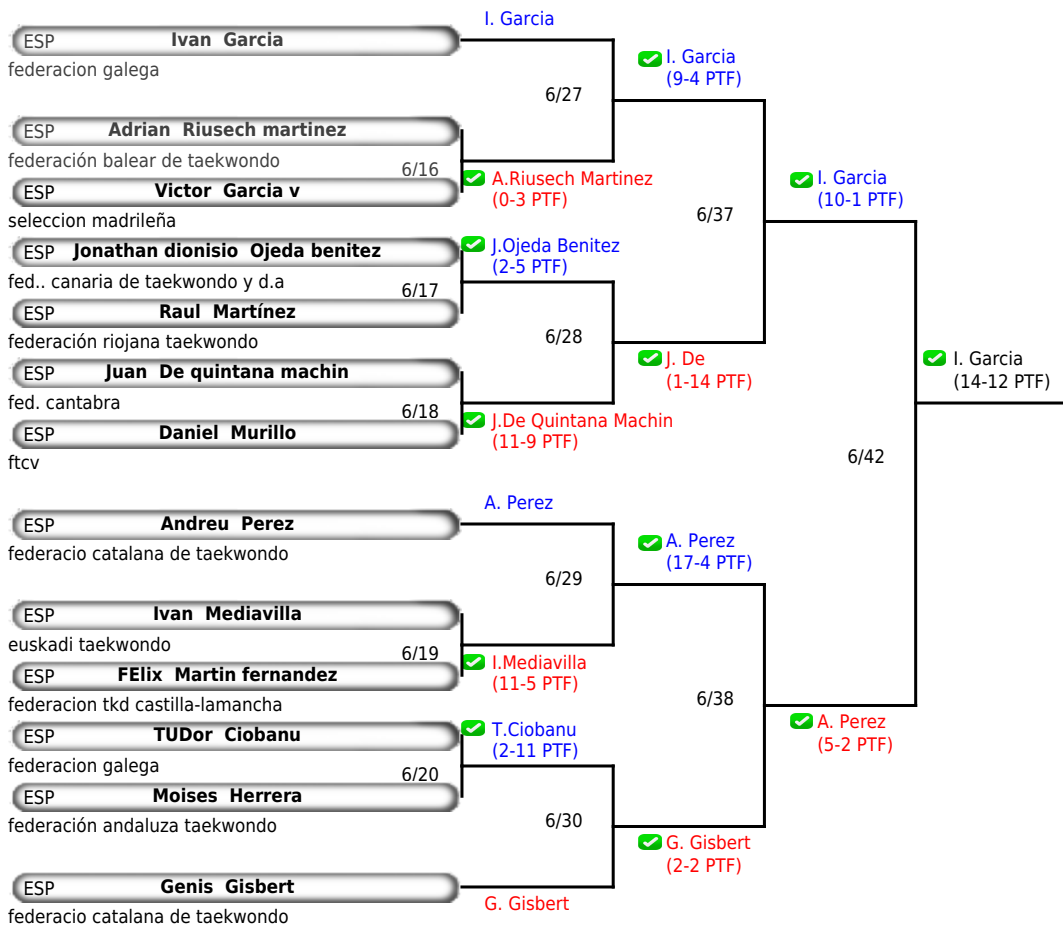 I. Garcia
ESP Ivan Garcia
federacion galega
I. Garcia
(9-4 PTF)
6/27
ESP Adrian Riusech martinez
federación balear de taekwondo
6/16
A.Riusech Martinez
(0-3 PTF)
ESP Victor Garcia v
seleccion madrileña
I. Garcia
(10-1 PTF)
6/37
ESP Jonathan dionisio Ojeda benitez
J.Ojeda Benitez
(2-5 PTF)
fed.. canaria de taekwondo y d.a
6/17
ESP Raul Martínez
federación riojana taekwondo
6/28
J. De
(1-14 PTF)
I. Garcia
(14-12 PTF)
ESP Juan De quintana machin
fed. cantabra
6/18
J.De Quintana Machin
(11-9 PTF)
ESP Daniel Murillo
ftcv
6/42
A. Perez
ESP Andreu Perez
federacio catalana de taekwondo
A. Perez
(17-4 PTF)
6/29
ESP Ivan Mediavilla
euskadi taekwondo
6/19
I.Mediavilla
(11-5 PTF)
ESP FElix Martin fernandez
federacion tkd castilla-lamancha
6/38
A. Perez
(5-2 PTF)
ESP TUDor Ciobanu
T.Ciobanu
(2-11 PTF)
federacion galega
6/20
ESP Moises Herrera
federación andaluza taekwondo
6/30
G. Gisbert
(2-2 PTF)
ESP Genis Gisbert
G. Gisbert
federacio catalana de taekwondo